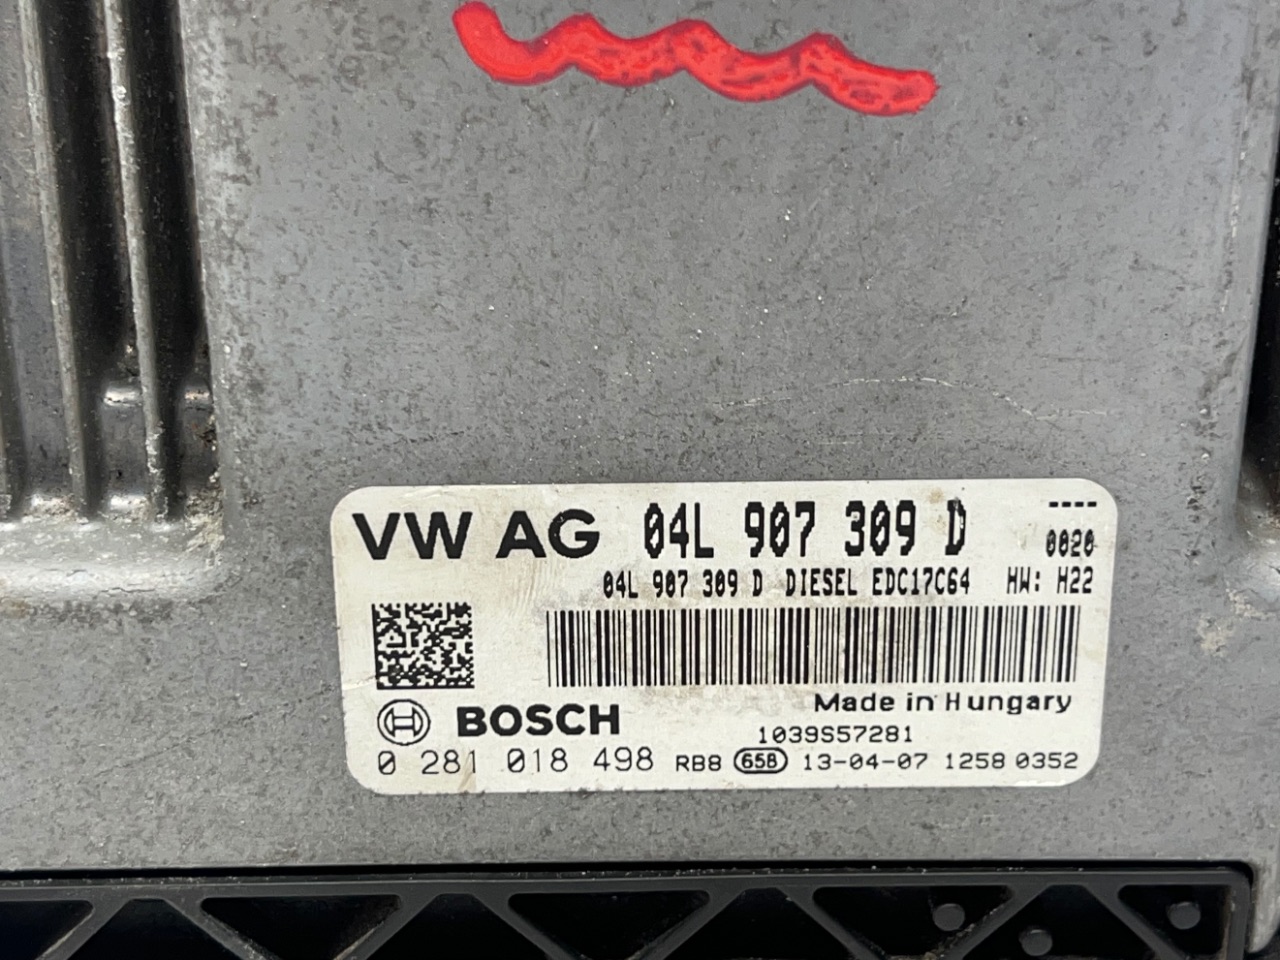 VW AG 04L 907 309 D ----
0020
04L 907 309 D DIESEL EDC17C64 HW: H22
Made in Hungary
BOSCH
1039S57281
0 281 018 498 RB8 65B 13-04-07 1258 0352